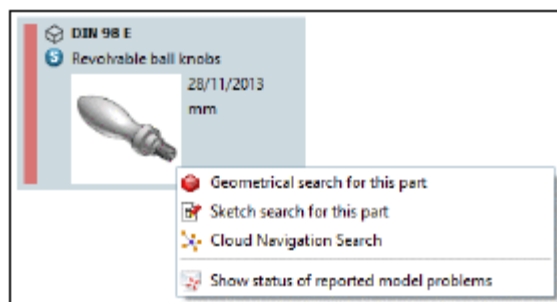 DIN 98 E
S Revolvable ball knobs
28/11/2013
mm
Geometrical search for this part
Sketch search for this part
Cloud Navigation Search
Show status of reported model problems